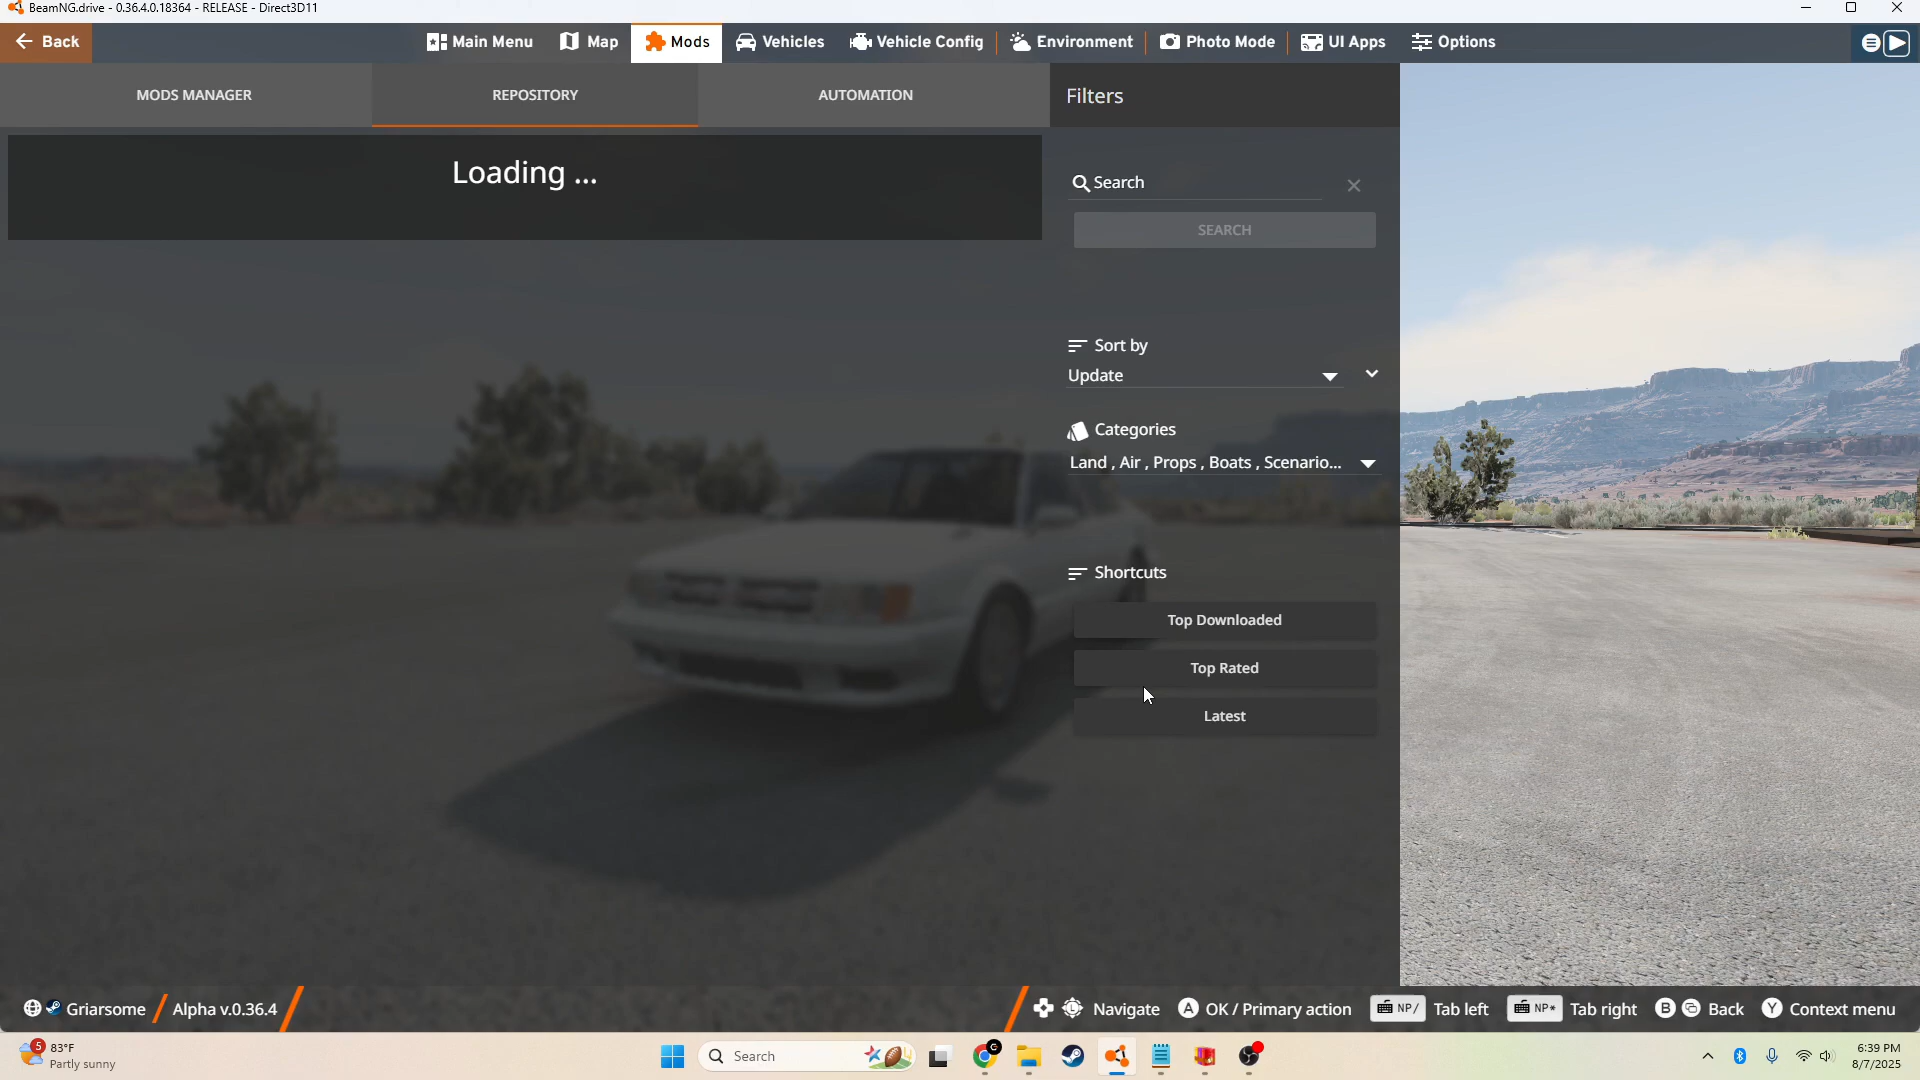 BeamNG.drive - 0.36.4.0.18364 - RELEASE - Direct3D11
Back
Main Menu
Map
Mods
Vehicles
Vehicle Config
Environment
Photo Mode
UI Apps
Options
MODS MANAGER
REPOSITORY
AUTOMATION
Filters
Loading ...
Search
SEARCH
Sort by
Update
Categories
Land , Air , Props , Boats , Scenario...
Shortcuts
Top Downloaded
Top Rated
Latest
Griarsome
Alpha v.0.36.4
Navigate
A OK / Primary action
NP/ Tab left
NP* Tab right
B Back
Y Context menu
5
83°F
Partly sunny
Search
G
6:39 PM
8/7/2025